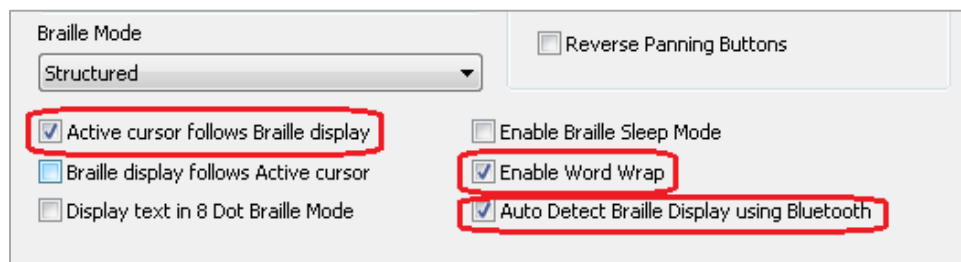 Braille Mode
Reverse Panning Buttons
Structured
Active cursor follows Braille display
Enable Braille Sleep Mode
Braille display follows Active cursor
Enable Word Wrap
Display text in 8 Dot Braille Mode
Auto Detect Braille Display using Bluetooth